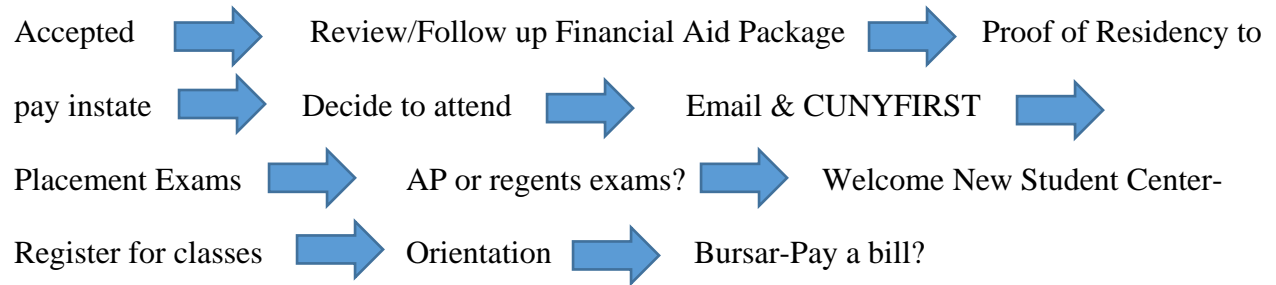 Accepted Review/Follow up Financial Aid Package Proof of Residency to
pay instate Decide to attend Email & CUNYFIRST
Placement Exams AP or regents exams? Welcome New Student Center-
Register for classes Orientation Bursar-Pay a bill?